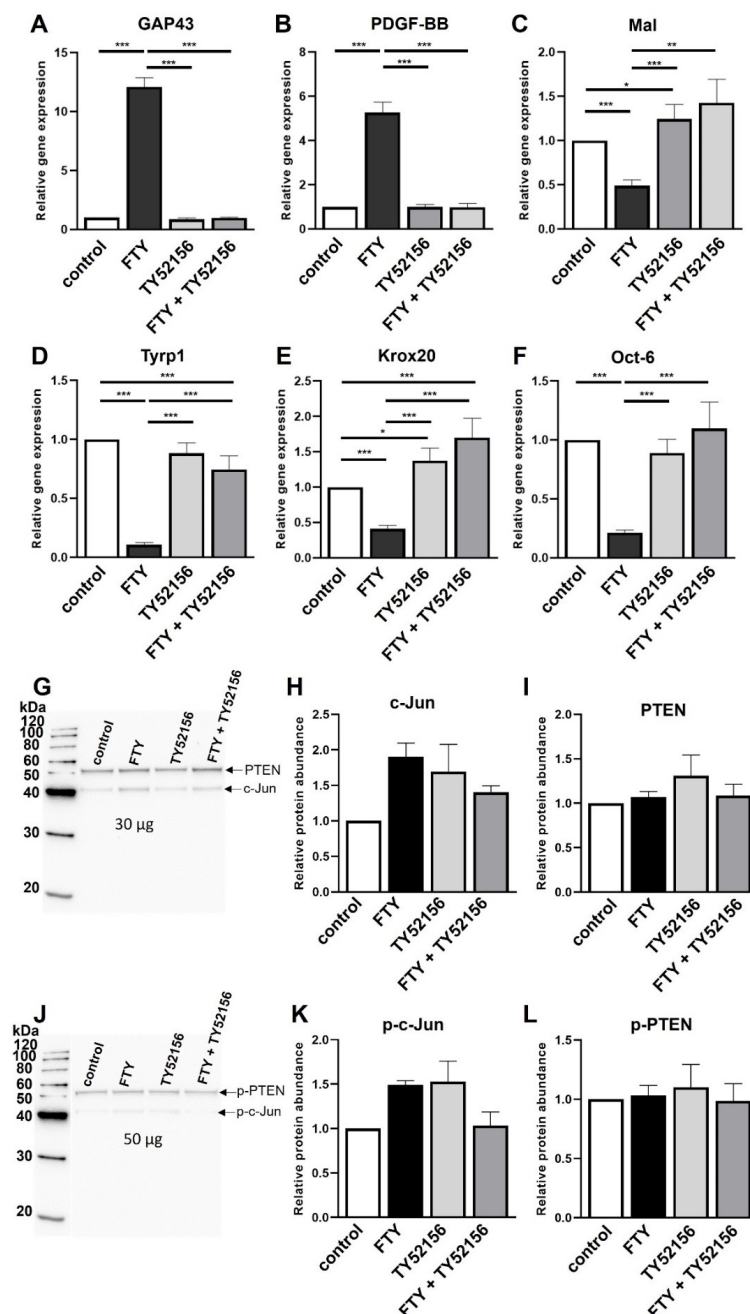 A
GAP43
Relative gene expression
15
10
5
0
***
***
***
control
FTY
TY52156
FTY + TY52156
B
PDGF-BB
Relative gene expression
8
6
4
2
0
***
***
***
control
FTY
TY52156
FTY + TY52156
C
Mal
Relative gene expression
2.0
1.5
1.0
0.5
0.0
**
***
*
***
control
FTY
TY52156
FTY + TY52156
D
Tyrp1
Relative gene expression
1.5
1.0
0.5
0.0
***
***
***
***
control
FTY
TY52156
FTY + TY52156
E
Krox20
Relative gene expression
2.5
2.0
1.5
1.0
0.5
0.0
***
***
***
*
***
control
FTY
TY52156
FTY + TY52156
F
Oct-6
Relative gene expression
1.5
1.0
0.5
0.0
***
***
***
control
FTY
TY52156
FTY + TY52156
G
kDa
120
100
80
60
50
40
30
20
control
FTY
TY52156
FTY + TY52156
PTEN
c-Jun
30 µg
H
c-Jun
Relative protein abundance
2.5
2.0
1.5
1.0
0.5
0.0
control
FTY
TY52156
FTY + TY52156
I
PTEN
Relative protein abundance
2.0
1.5
1.0
0.5
0.0
control
FTY
TY52156
FTY + TY52156
J
kDa
120
100
80
60
50
40
30
20
control
FTY
TY52156
FTY + TY52156
p-PTEN
p-c-Jun
50 µg
K
p-c-Jun
Relative protein abundance
2.0
1.5
1.0
0.5
0.0
control
FTY
TY52156
FTY + TY52156
L
p-PTEN
Relative protein abundance
1.5
1.0
0.5
0.0
control
FTY
TY52156
FTY + TY52156